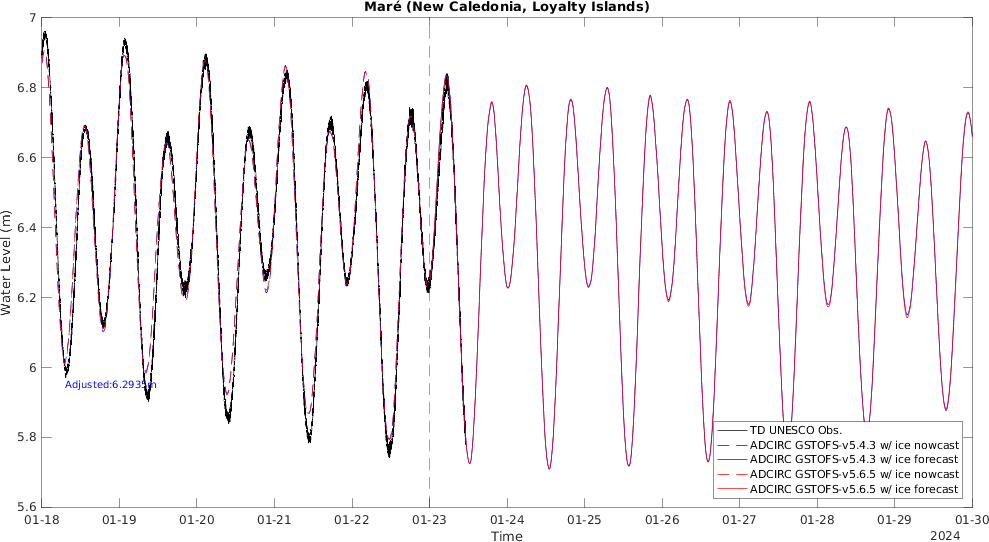 Maré (New Caledonia, Loyalty Islands)
7
6.8
6.6
6.4
6.2
6
5.8
5.6
Water Level (m)
Adjusted:6.2935m
TD UNESCO Obs.
ADCIRC GSTOFS-v5.4.3 w/ ice nowcast
ADCIRC GSTOFS-v5.4.3 w/ ice forecast
ADCIRC GSTOFS-v5.6.5 w/ ice nowcast
ADCIRC GSTOFS-v5.6.5 w/ ice forecast
01-18 01-19 01-20 01-21 01-22 01-23 01-24 01-25 01-26 01-27 01-28 01-29 01-30
Time
2024